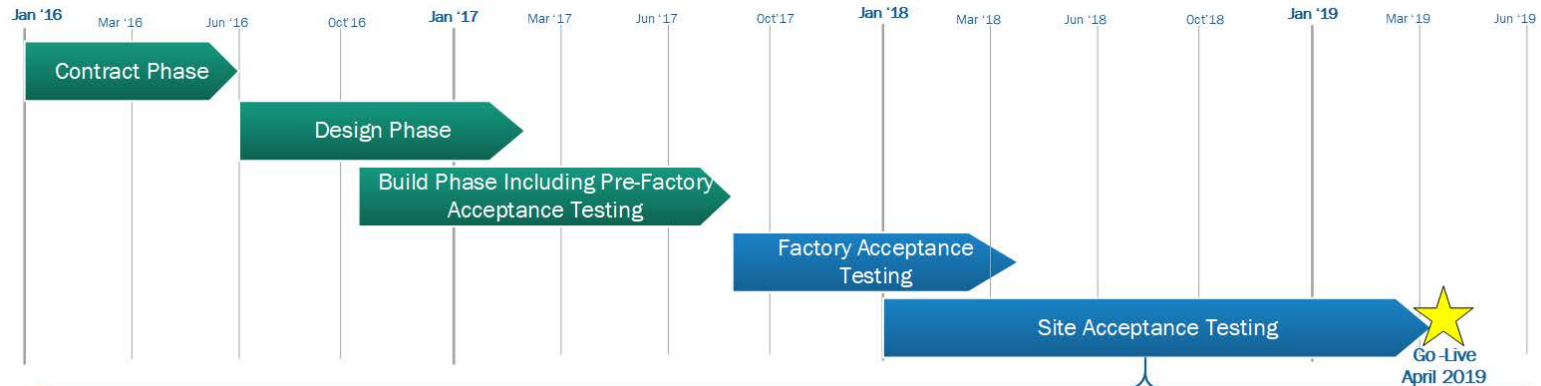 Jan ‘16
Mar ‘16
Jun ‘16
Oct’16
Jan ‘17
Mar ‘17
Jun ‘17
Oct’17
Jan ‘18
Mar ‘18
Jun ‘18
Oct’18
Jan ‘19
Mar ‘19
Jun ‘19
Contract Phase
Design Phase
Build Phase Including Pre-Factory
Acceptance Testing
Factory Acceptance
Testing
Site Acceptance Testing
Go -Live
April 2019